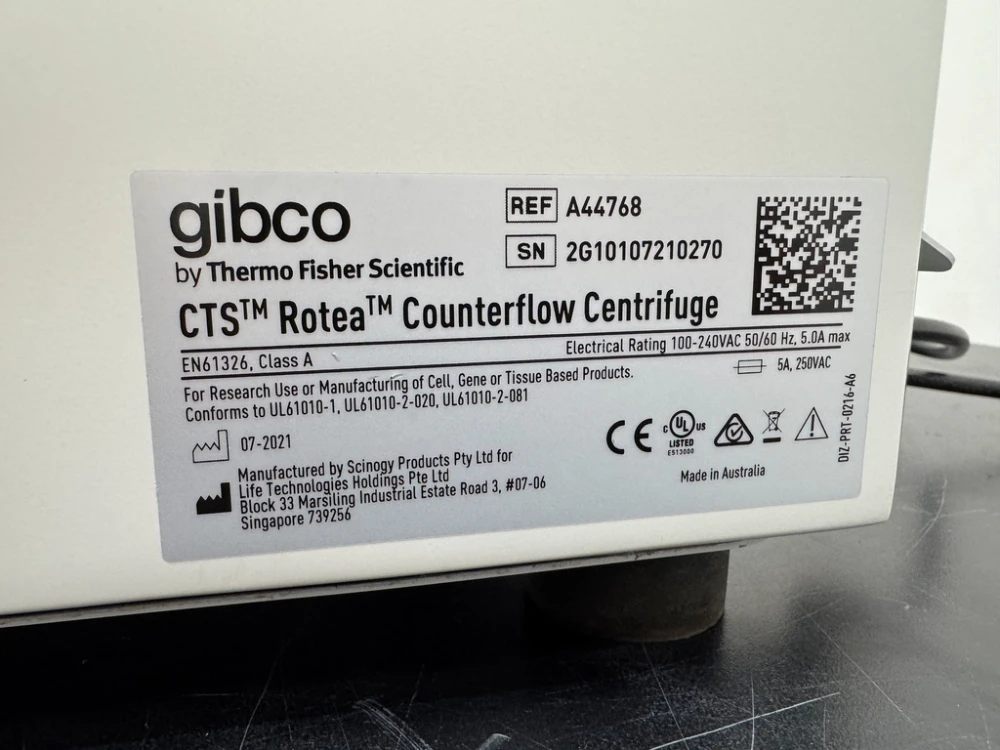 gibco
by Thermo Fisher Scientific
REF A44768
SN 2G10107210270
CTS™ Rotea™ Counterflow Centrifuge
EN61326, Class A
Electrical Rating 100-240VAC 50/60 Hz, 5.0A max
5A, 250VAC
For Research Use or Manufacturing of Cell, Gene or Tissue Based Products.
Conforms to UL61010-1, UL61010-2-020, UL61010-2-081
07-2021
Manufactured by Scinogy Products Pty Ltd for
Life Technologies Holdings Pte Ltd
Block 33 Marsiling Industrial Estate Road 3, #07-06
Singapore 739256
CE
c UL us
LISTED
E513000
Made in Australia
DIZ-PRT-0216-A6